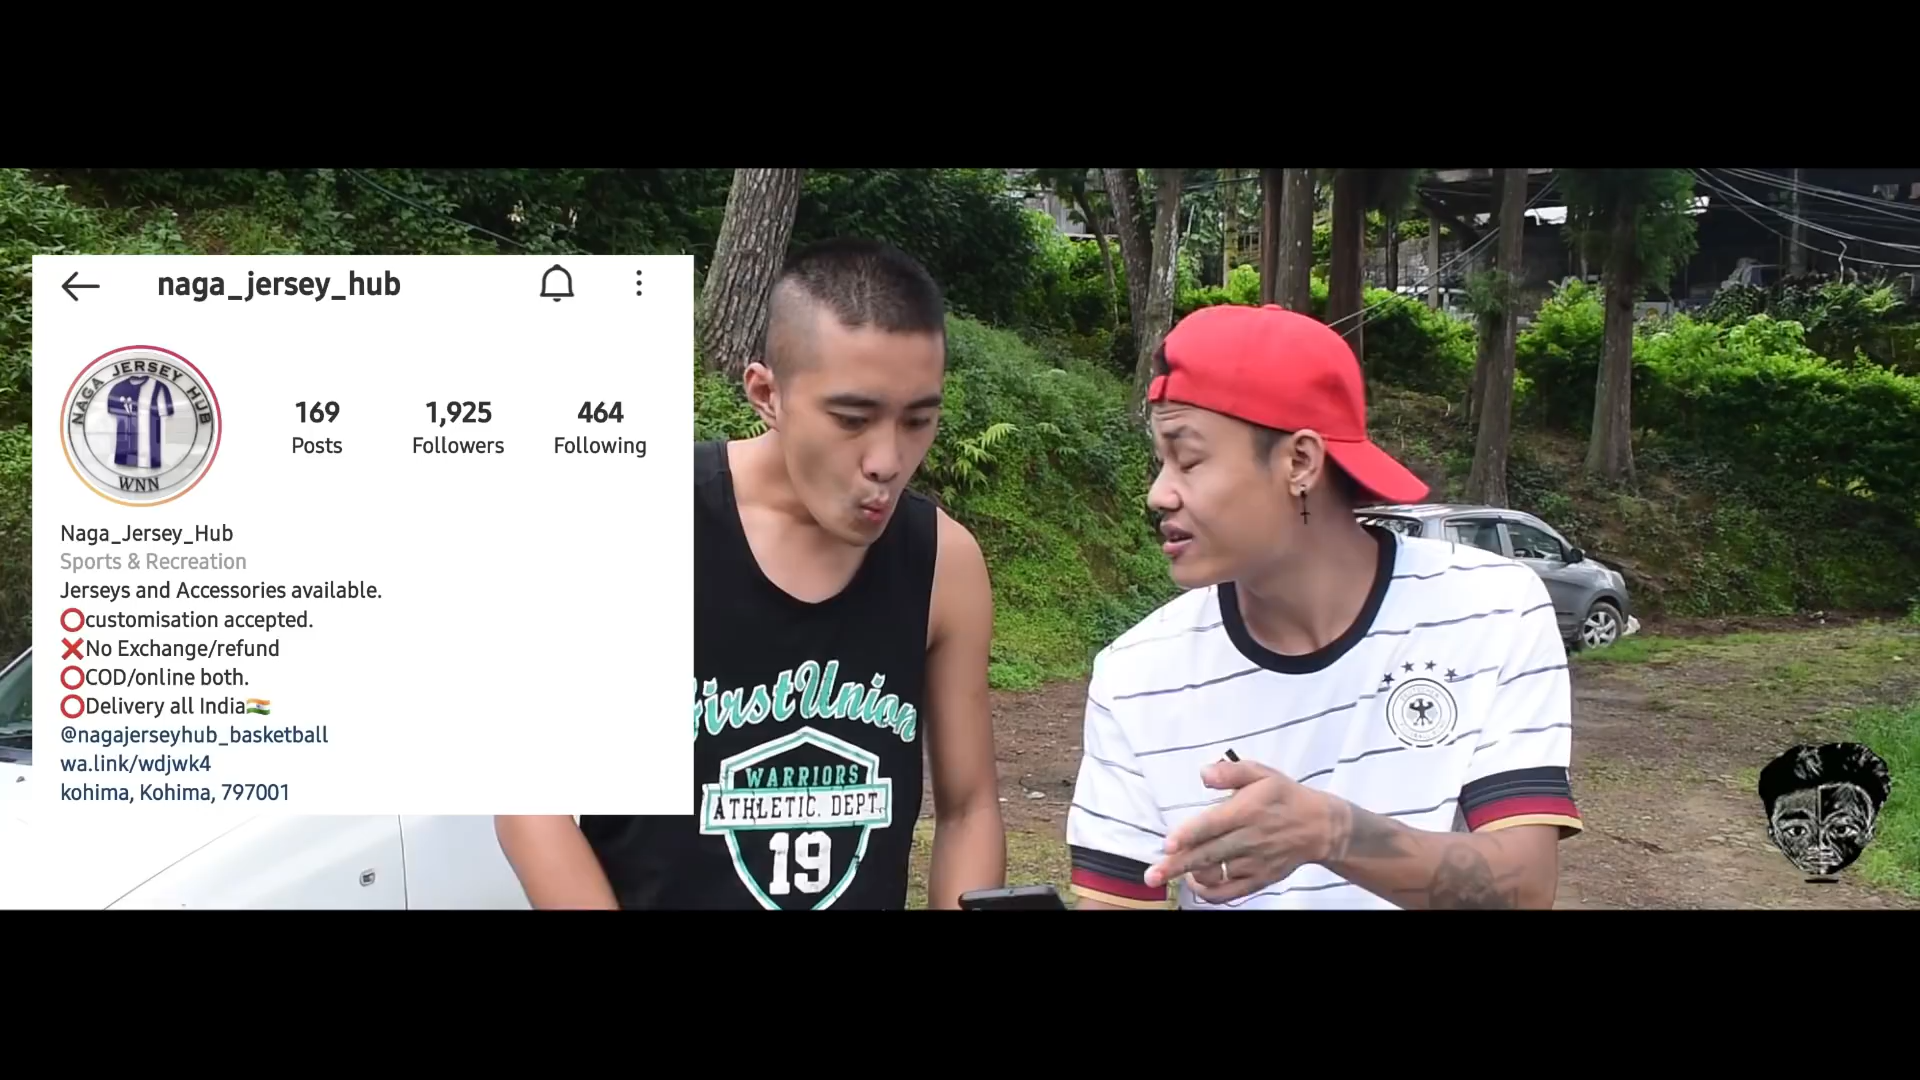 naga_jersey_hub
NAGA JERSEY HUB
WNN
169
Posts
1,925
Followers
464
Following
Naga_Jersey_Hub
Sports & Recreation
Jerseys and Accessories available.
⭕customisation accepted.
❌No Exchange/refund
⭕COD/online both.
⭕Delivery all India🇮🇳
@nagajerseyhub_basketball
wa.link/wdjwk4
kohima, Kohima, 797001
First Union
WARRIORS
ATHLETIC. DEPT.
19